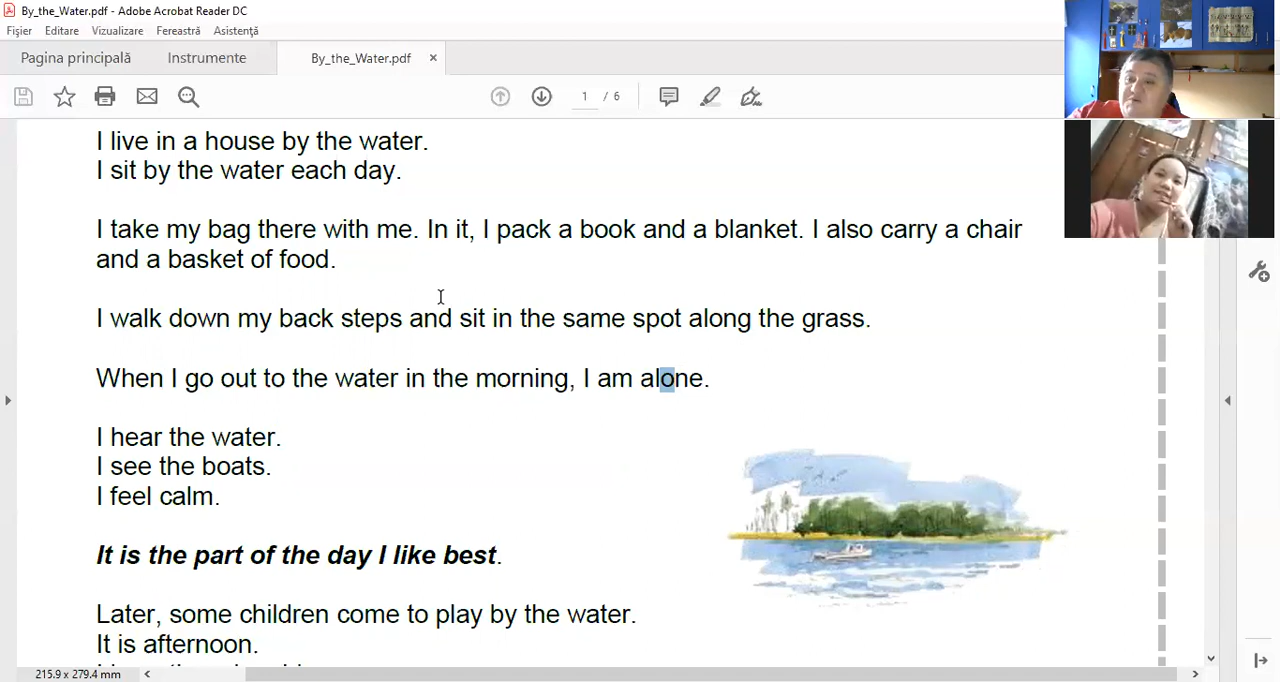 By_the_Water.pdf - Adobe Acrobat Reader DC
Fișier Editare Vizualizare Fereastră Asistență
Pagina principală Instrumente By_the_Water.pdf ×
1 / 6
I live in a house by the water.
I sit by the water each day.
I take my bag there with me. In it, I pack a book and a blanket. I also carry a chair
and a basket of food.
I walk down my back steps and sit in the same spot along the grass.
When I go out to the water in the morning, I am alone.
I hear the water.
I see the boats.
I feel calm.
It is the part of the day I like best.
Later, some children come to play by the water.
It is afternoon.
215.9 x 279.4 mm